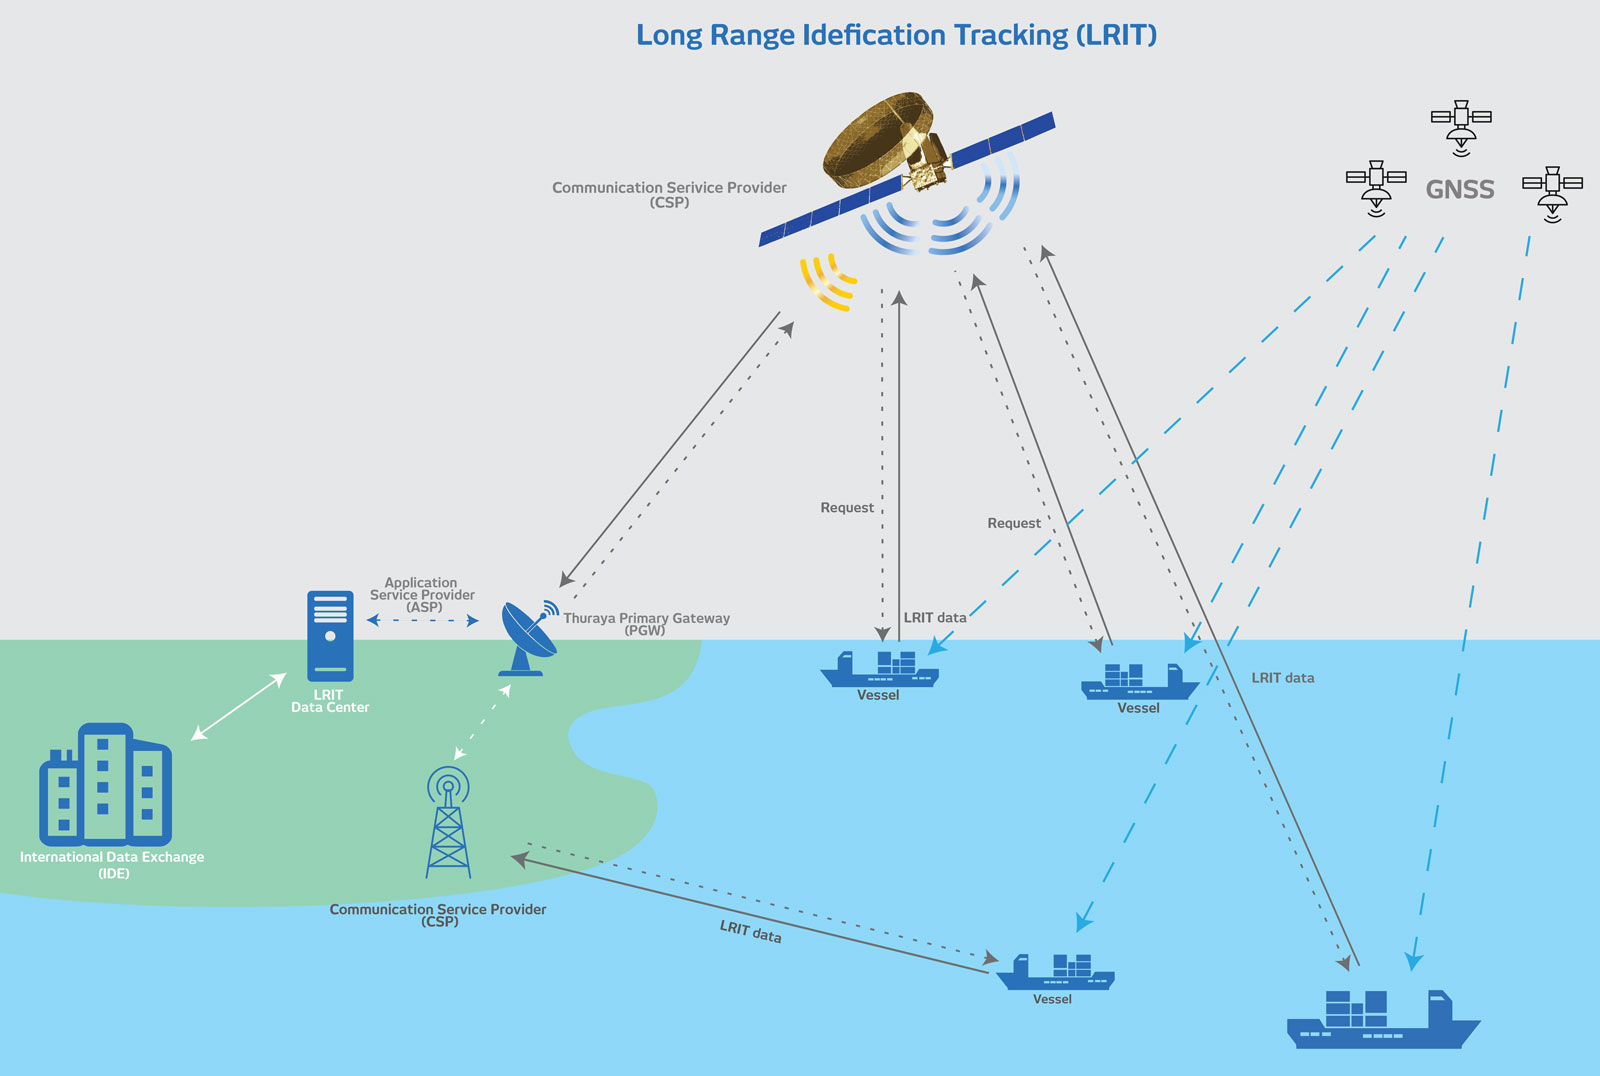 Long Range Idefication Tracking (LRIT)
Communication Serivice Provider
(CSP)
GNSS
Request
Request
Application
Service Provider
(ASP)
Thuraya Primary Gateway
(PGW)
LRIT data
LRIT
Data Center
Vessel
Vessel
LRIT data
International Data Exchange
(IDE)
Communication Service Provider
(CSP)
LRIT data
Vessel